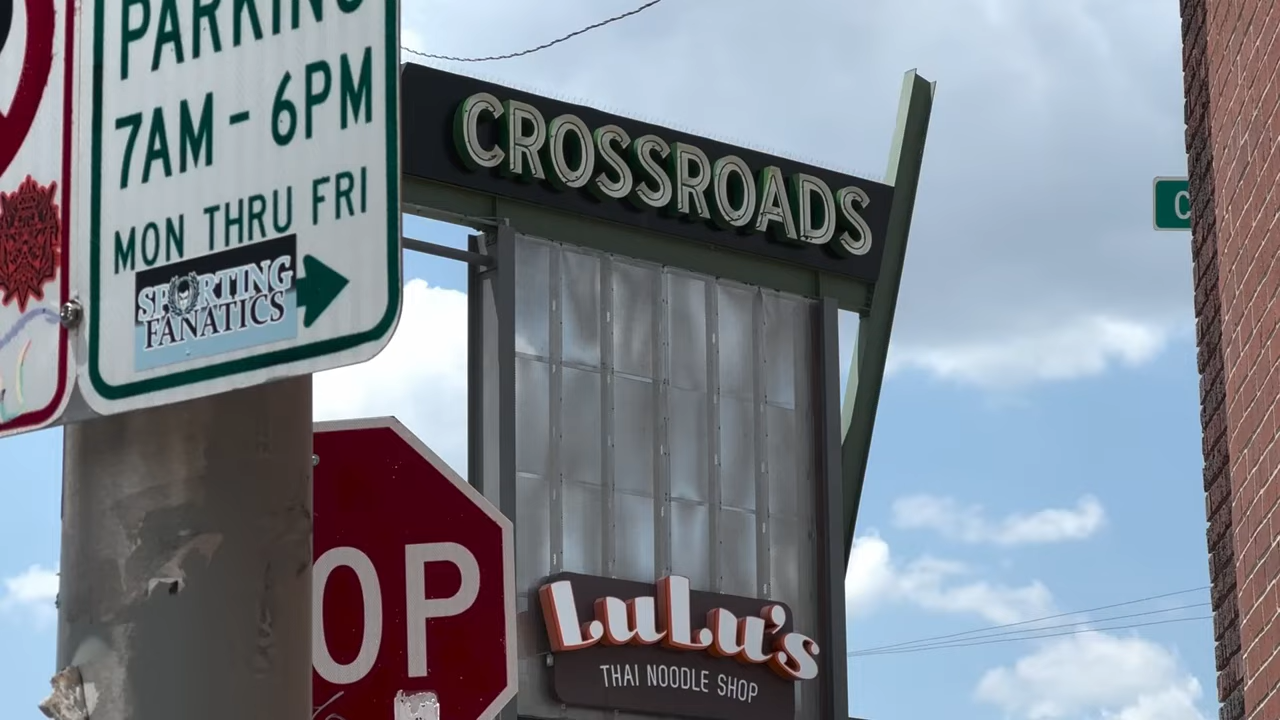 PARKING
7AM - 6PM
MON THRU FRI
SPORTING
FANATICS
CROSSROADS
OP
LuLu's
THAI NOODLE SHOP
C